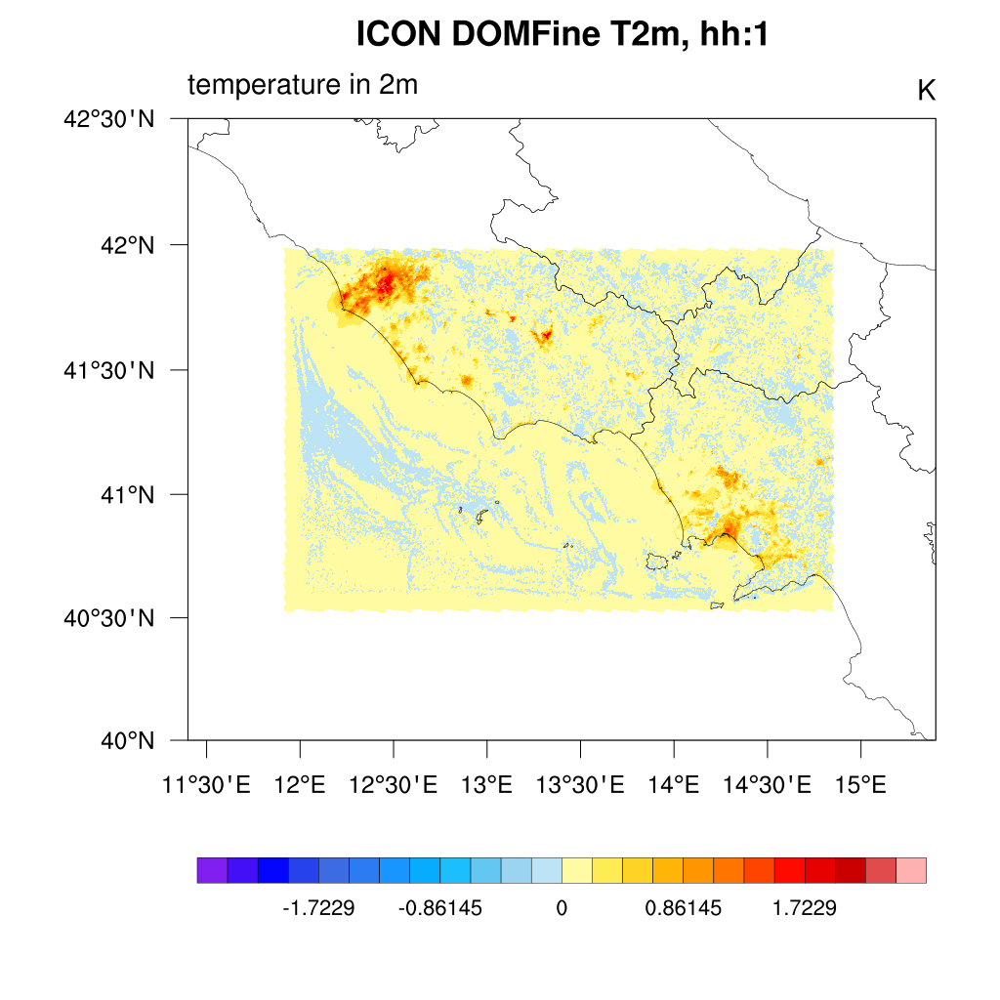 ICON DOMFine T2m, hh:1
temperature in 2m K
42°30'N
42°N
41°30'N
41°N
40°30'N
40°N
11°30'E 12°E 12°30'E 13°E 13°30'E 14°E 14°30'E 15°E
-1.7229 -0.86145 0 0.86145 1.7229